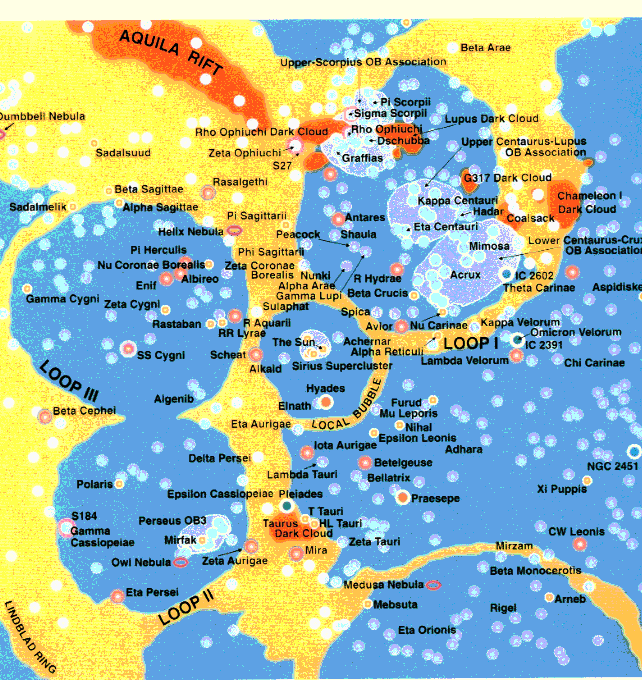 AQUILA RIFT
Beta Arae
Upper-Scorpius OB Association
Pi Scorpii
Sigma Scorpii
Dumbbell Nebula
Rho Ophiuchi Dark Cloud
Rho Ophiuchi
Lupus Dark Cloud
Dschubba
Sadalsuud
Zeta Ophiuchi
Graffias
Upper Centaurus-Lupus
OB Association
S27
G317 Dark Cloud
Rasalgethi
Beta Sagittae
Kappa Centauri
Chameleon I
Dark Cloud
Sadalmelik
Alpha Sagittae
Pi Sagittarii
Antares
Hadar
Coalsack
Helix Nebula
Peacock
Shaula
Eta Centauri
Lower Centaurus-Crux
OB Association
Pi Herculis
Phi Sagittarii
Mimosa
Nu Coronae Borealis
Zeta Coronae
Borealis
Nunki
R Hydrae
Acrux
IC 2602
Enif
Albireo
Alpha Arae
Gamma Lupi
Beta Crucis
Theta Carinae
Aspidiske
Gamma Cygni
Zeta Cygni
Sulaphat
Spica
Rastaban
R Aquarii
RR Lyrae
Avior
Nu Carinae
Kappa Velorum
Omicron Velorum
IC 2391
The Sun
Achernar
LOOP I
SS Cygni
Scheat
Alpha Reticuli
Lambda Velorum
Chi Carinae
Alkald
Sirius Supercluster
LOOP III
Hyades
Algenib
Elnath
LOCAL BUBBLE
Furud
Mu Leporis
Beta Cephei
Eta Aurigae
Nihal
Epsilon Leonis
Iota Aurigae
Adhara
Delta Persei
Betelgeuse
NGC 2451
Lambda Tauri
Bellatrix
Polaris
Epsilon Cassiopeiae
Pleiades
Praesepe
Xi Puppis
S184
Gamma
Cassiopeiae
Perseus OB3
T Tauri
Taurus
Dark Cloud
HL Tauri
CW Leonis
Mirfak
Mira
Zeta Tauri
Mirzam
Owl Nebula
Zeta Aurigae
Beta Monocerotis
Eta Persei
Medusa Nebula
LOOP II
Mebsuta
Rigel
Arneb
LINDBLAD RING
Eta Orionis